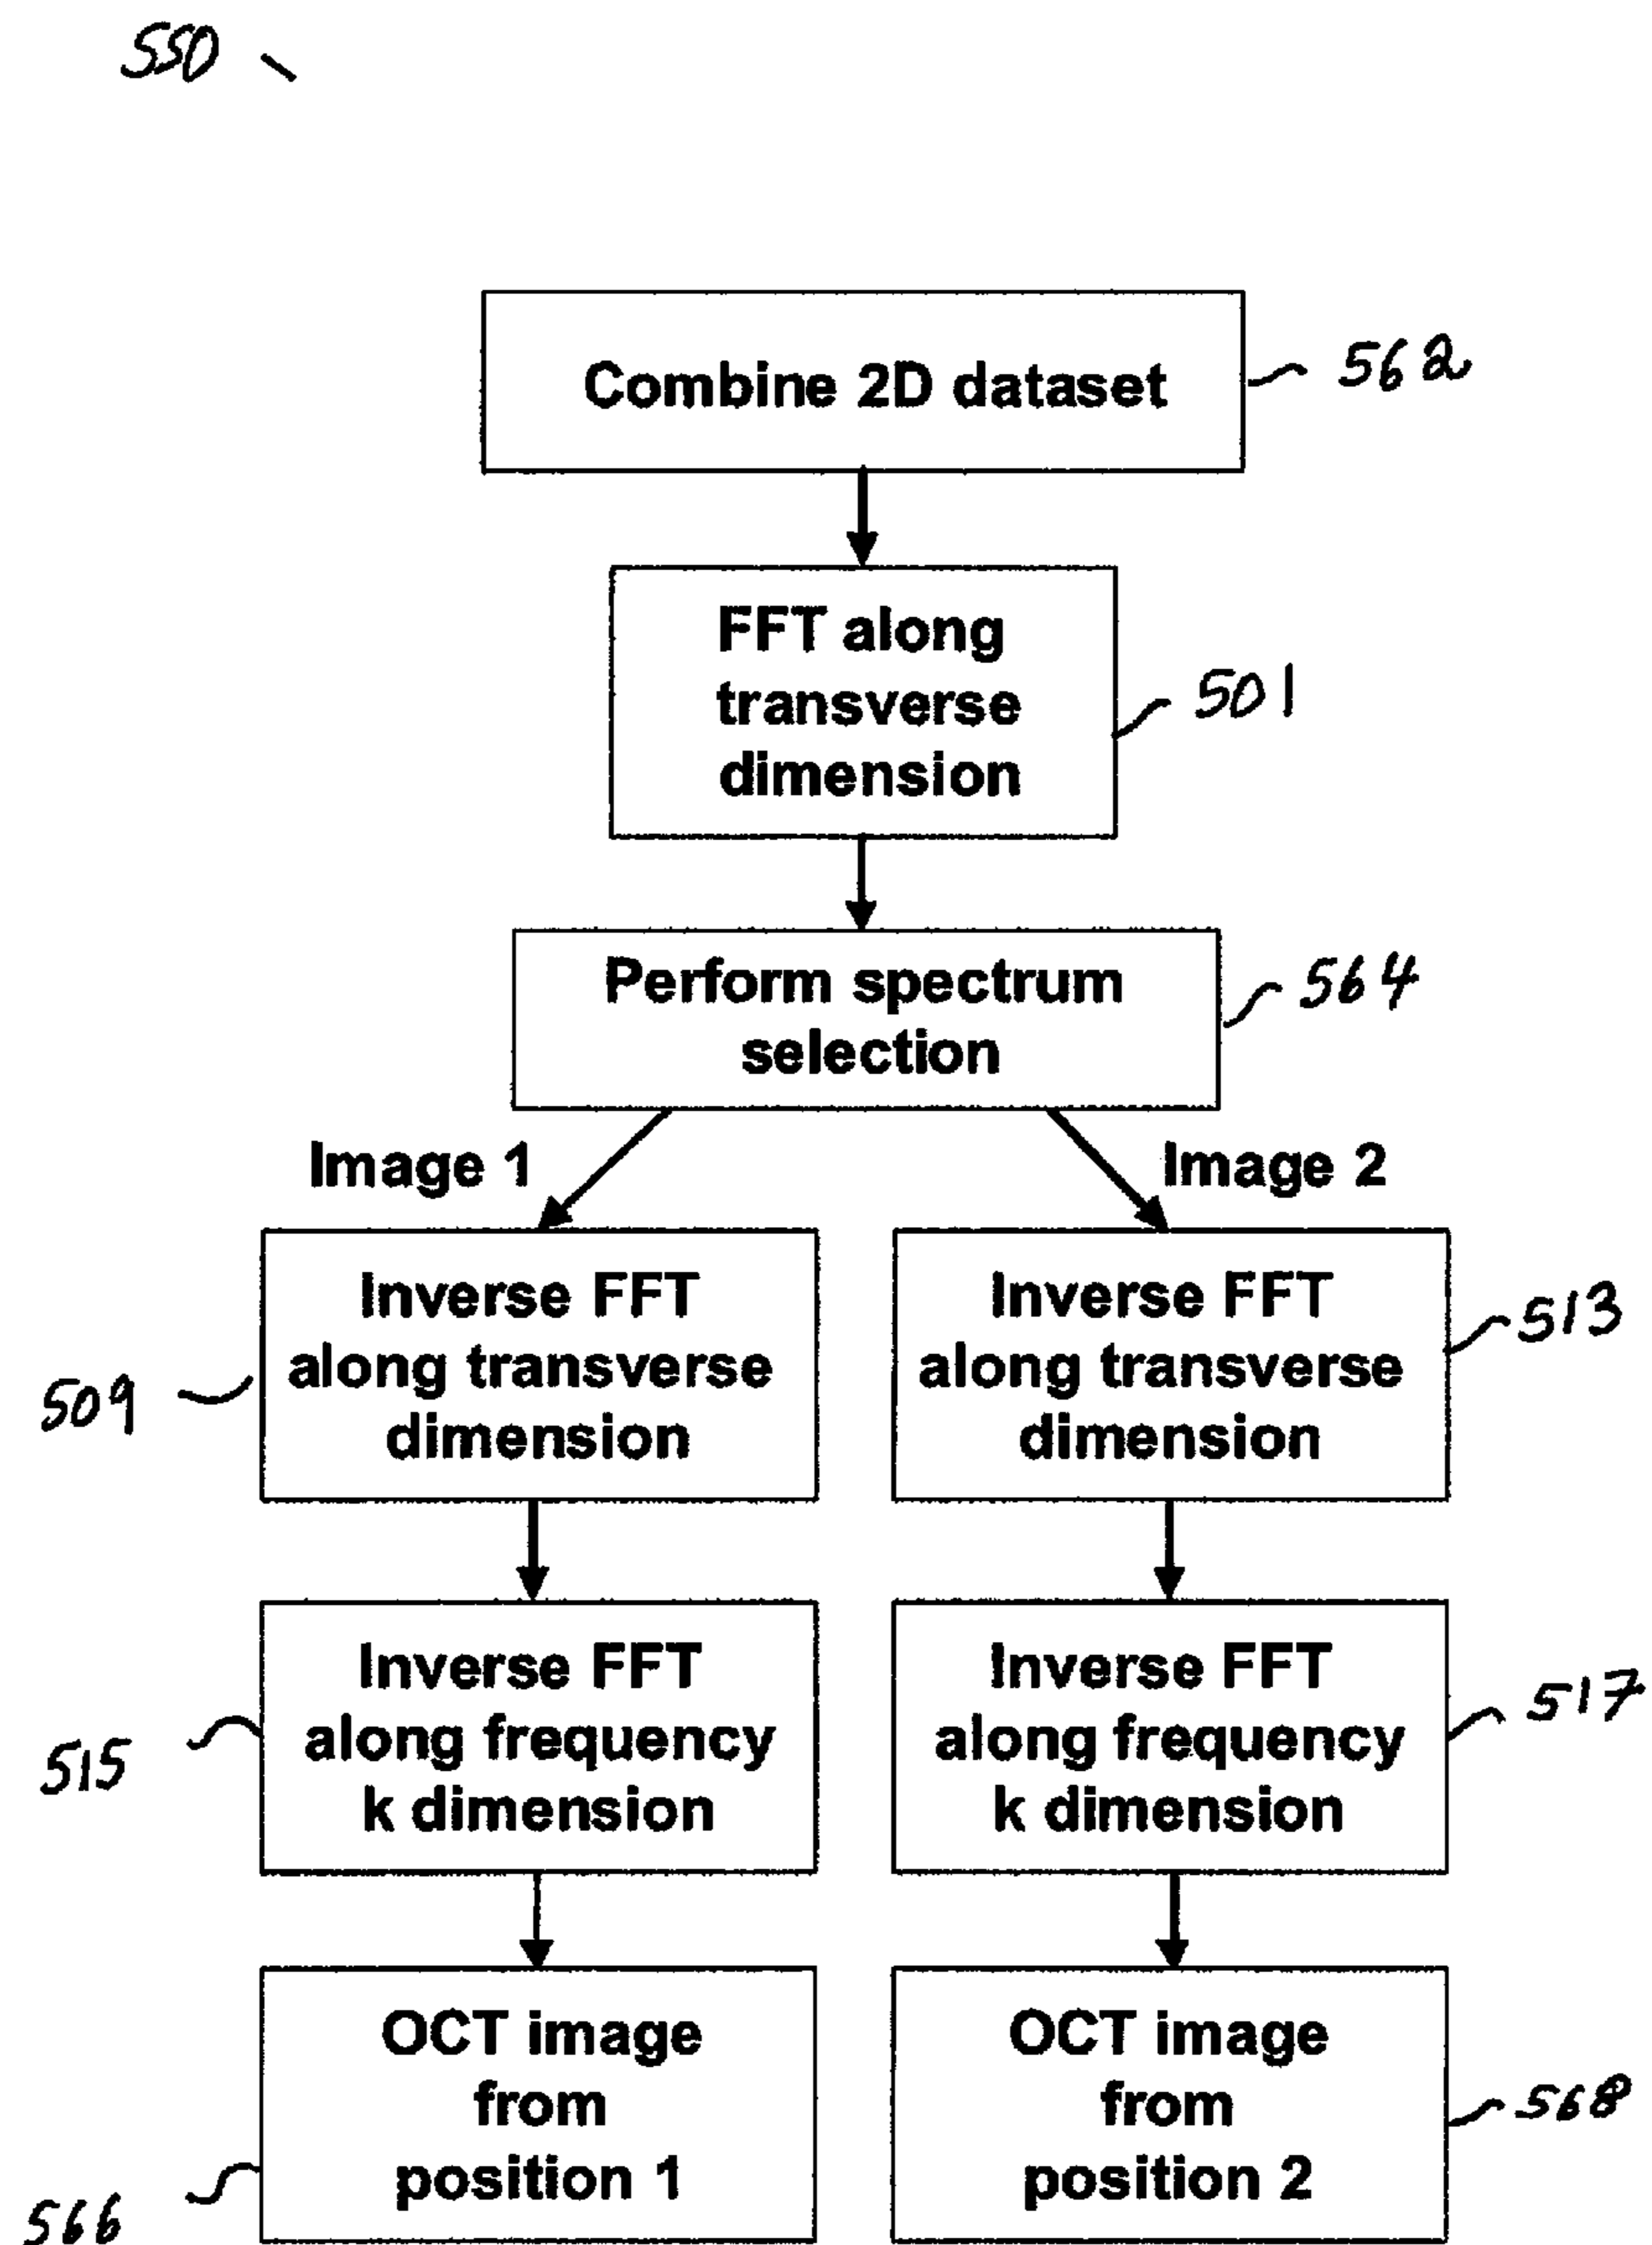 550
Combine 2D dataset
562
FFT along
transverse
dimension
501
Perform spectrum
selection
564
Image 1
Image 2
Inverse FFT
along transverse
dimension
509
Inverse FFT
along transverse
dimension
513
Inverse FFT
along frequency
k dimension
515
Inverse FFT
along frequency
k dimension
517
OCT image
from
position 1
566
OCT image
from
position 2
568